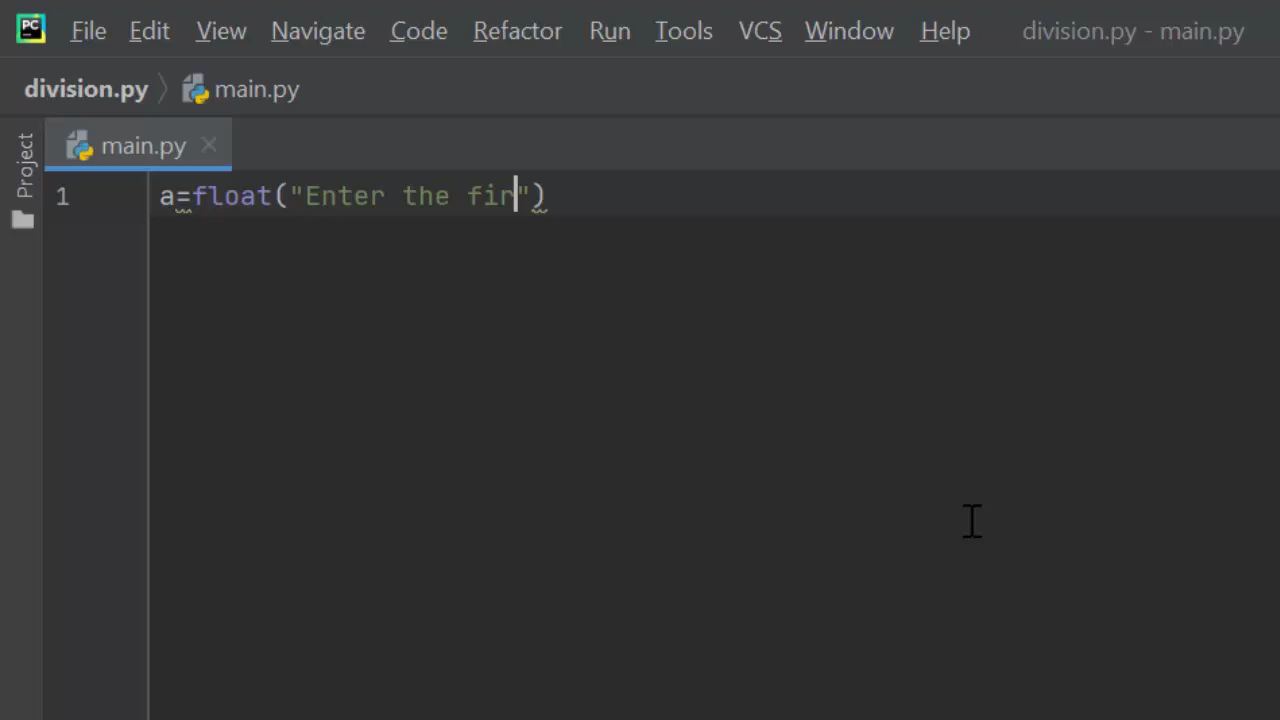 PC File Edit View Navigate Code Refactor Run Tools VCS Window Help division.py - main.py
division.py main.py
Project
main.py
1 a=float("Enter the fir")